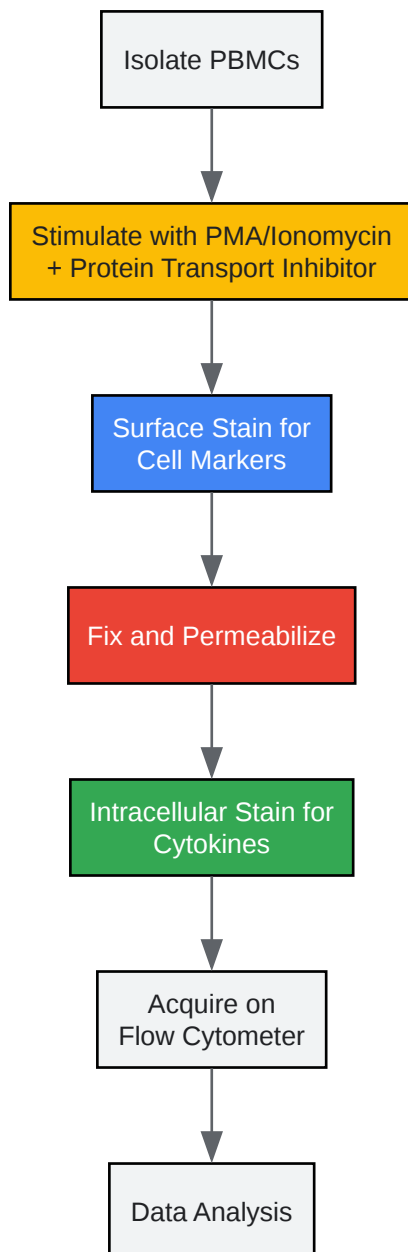 Isolate PBMCs
Stimulate with PMA/Ionomycin
+ Protein Transport Inhibitor
Surface Stain for
Cell Markers
Fix and Permeabilize
Intracellular Stain for
Cytokines
Acquire on
Flow Cytometer
Data Analysis